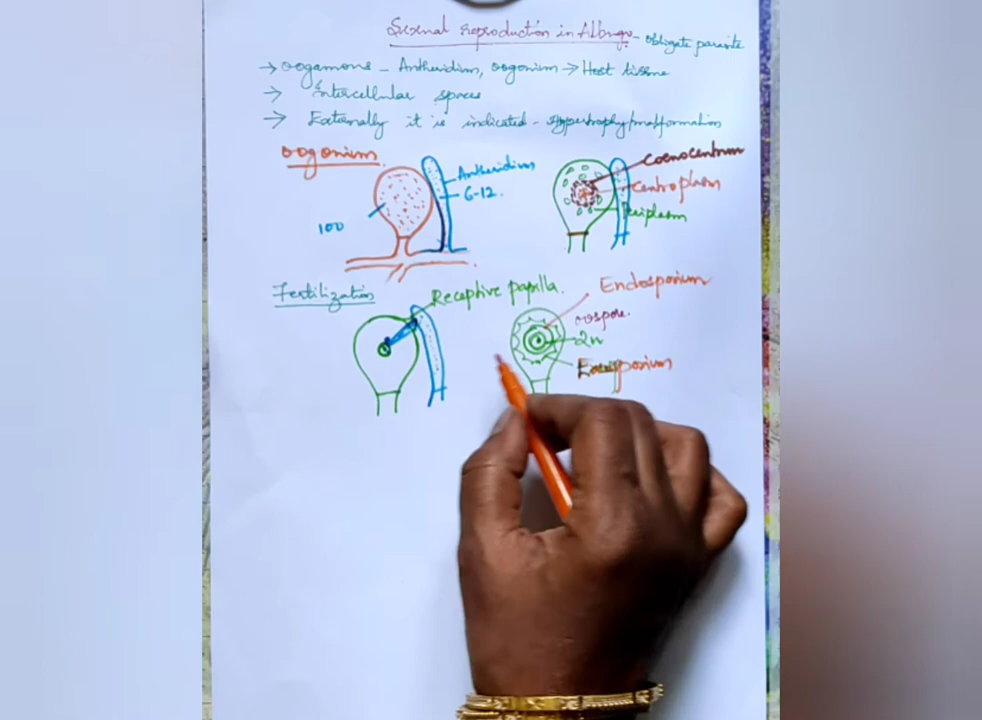 Sexual reproduction in Albugo - obligate parasite
→ oogamous - Antheridium, oogonium → Host tissue
→ Intercellular spaces
→ Externally it is indicated - Hypertrophy/malformation
oogonium
Antheridium
6-12
100
Coenocentrum
Centroplasm
Periplasm
Fertilization
Receptive papilla.
Endosporium
oospore.
2n